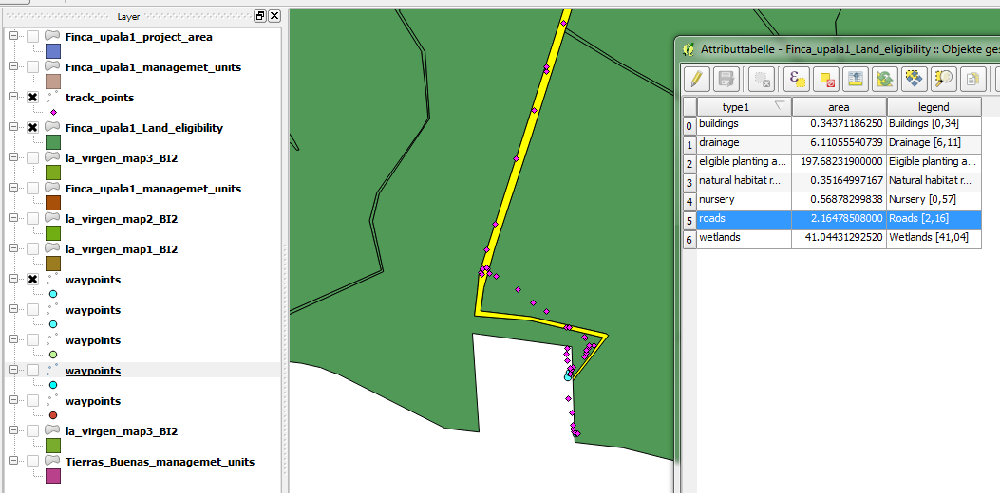 Layer
Finca_upala1_project_area
Finca_upala1_managemet_units
track_points
Finca_upala1_Land_eligibility
la_virgen_map3_BI2
Finca_upala1_managemet_units
la_virgen_map2_BI2
la_virgen_map1_BI2
waypoints
waypoints
waypoints
waypoints
waypoints
la_virgen_map3_BI2
Tierras_Buenas_managemet_units
Attributtabelle - Finca_upala1_Land_eligibility :: Objekte ges
type1 area legend
0 buildings 0.34371186250 Buildings [0,34]
1 drainage 6.11055540739 Drainage [6,11]
2 eligible planting a... 197.68231900000 Eligible planting a...
3 natural habitat r... 0.35164997167 Natural habitat r...
4 nursery 0.56878299838 Nursery [0,57]
5 roads 2.16478508000 Roads [2,16]
6 wetlands 41.04431292520 Wetlands [41,04]